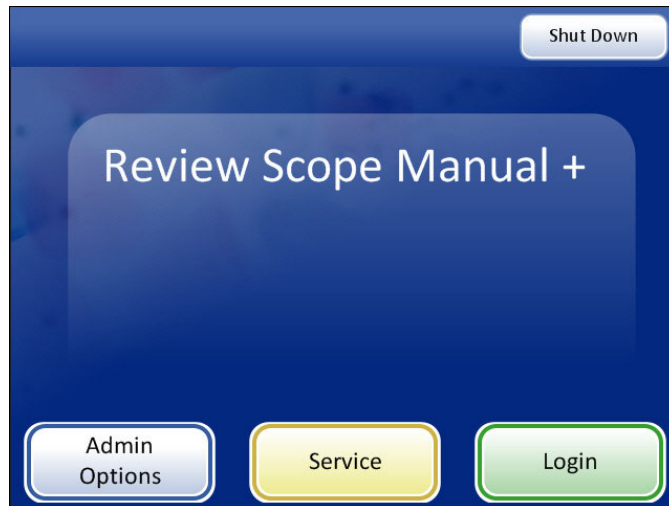 Shut Down
Review Scope Manual +
Admin
Options
Service
Login